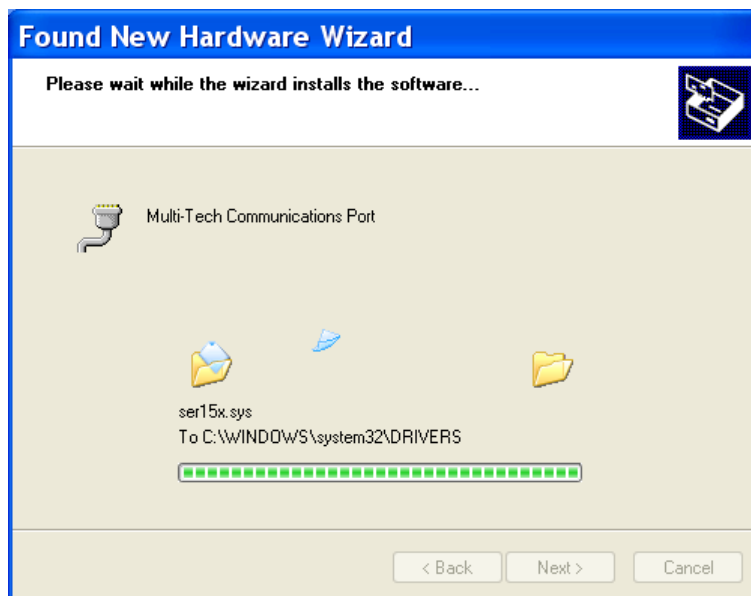 Found New Hardware Wizard
Please wait while the wizard installs the software...
Multi-Tech Communications Port
ser15x.sys
To C:\WINDOWS\system32\DRIVERS
< Back
Next >
Cancel